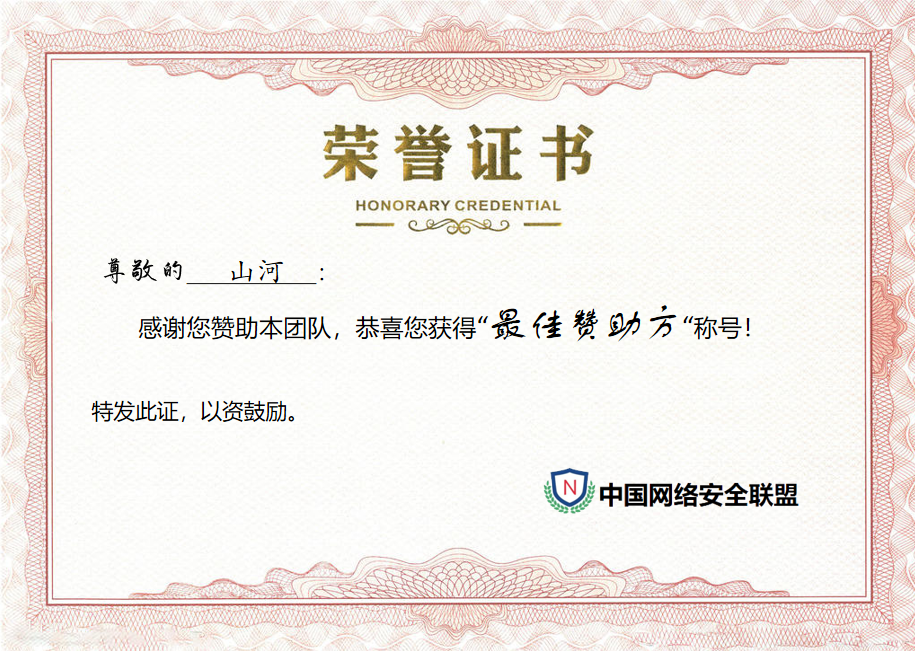 荣誉证书
HONORARY CREDENTIAL
尊敬的 山河 :
感谢您赞助本团队，恭喜您获得“最佳赞助方“称号！
特发此证，以资鼓励。
N 中国网络安全联盟